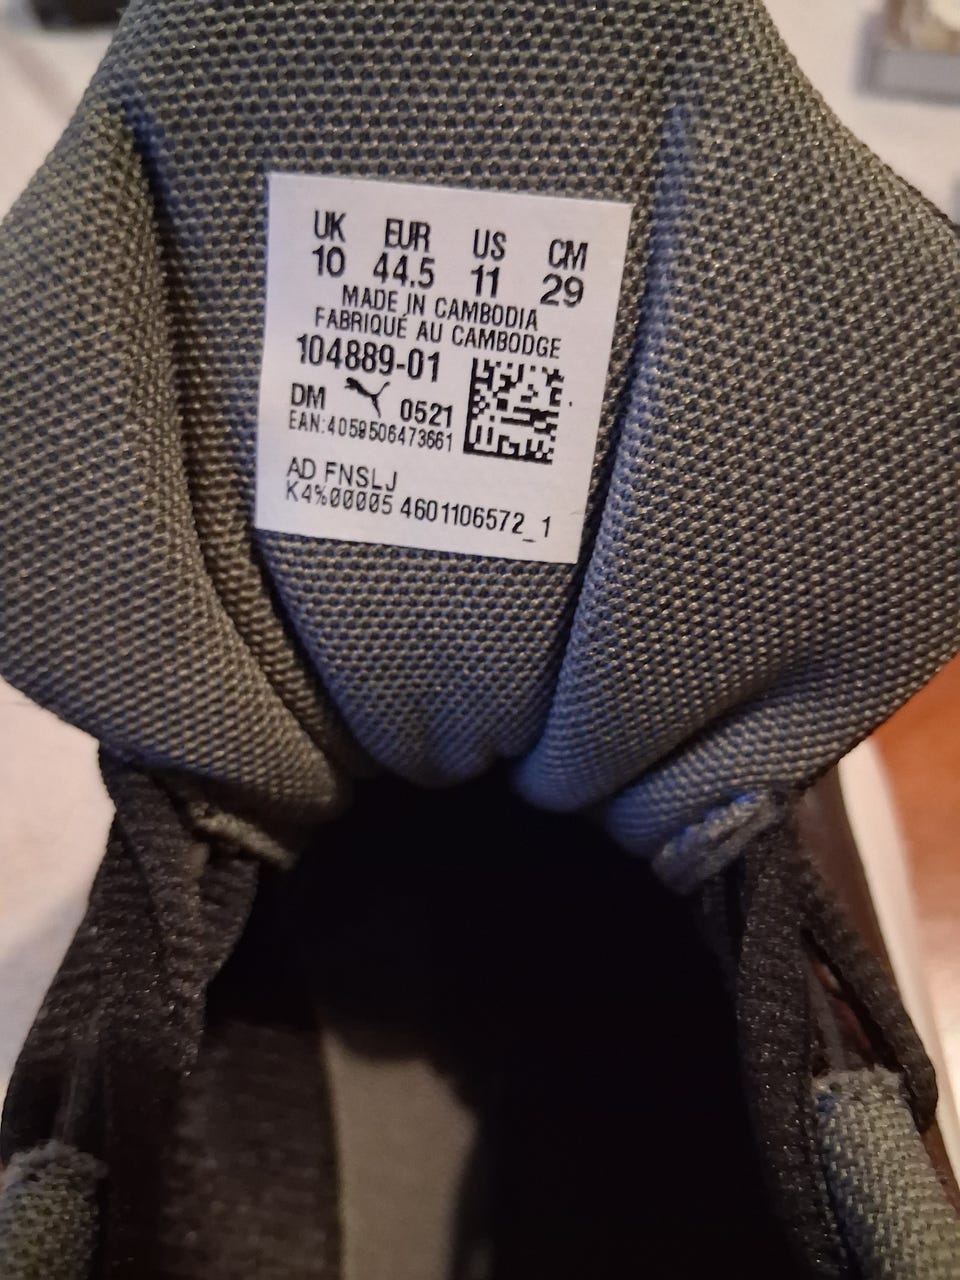 UK EUR US CM
10 44.5 11 29
MADE IN CAMBODIA
FABRIQUÉ AU CAMBODGE
104889-01
DM 0521
EAN:4059506473661
AD FNSLJ
K4%00005 4601106572_1